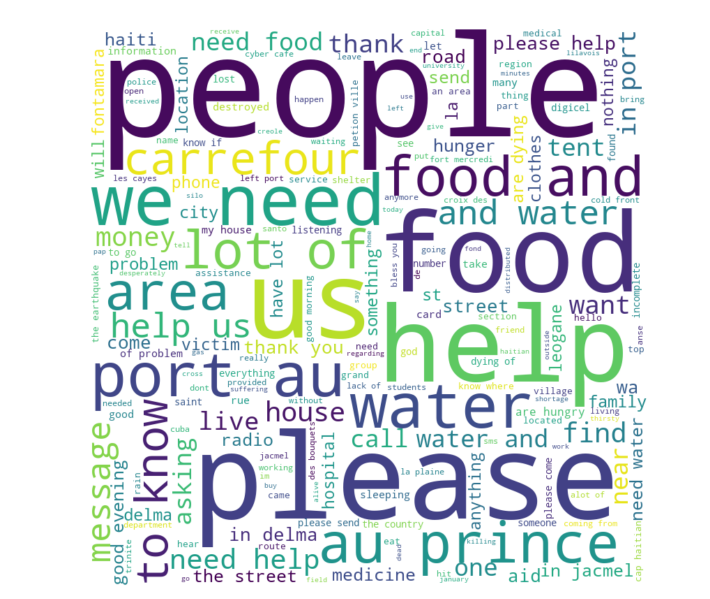 haiti
need food
thank
receive
end
let
capital
medical
please help
lilavois
information
cyber cafe
road
university
minutes
region
leave
send
an area
many
la
thing
part
digicel
bring
people
police
open
received
lost
destroyed
happen
petion ville
use
left
give
location
fontamara
will
nothing
in port
name
know if
waiting
creole
see
put
fort mercredi
found
carrefour
hunger
tent
are dying
clothes
les cayes
left port
service
shelter
phone
food and
anymore
croix des
cold front
we need
silo
city
my house
santo
listening
today
and water
money
to go
tell
lot of
something
bless you
de
going
number
take
fond
distributed
food
incomplete
pap
desperately
problem
assistance
have lot
good morning
home
say
us
area
the earthquake
st
street
card
section
leogane
want
hello
top
anse
help us
come
victim
thank you
need
regarding
god
friend
haitian
outside
help
of problem
gas
really
group
dying of
port au
cross
dont
everything
provided
suffering
grand
lack of
students
know where
village
shortage
wa
needed
good
saint
rue
without
water
are hungry
living
located
thirsty
family
live
house
to know
cuba
radio
jacmel
des bouquets
call
water and
sms
work
find
message
good evening
rain
delma
asking
working
im
came
alive
hospital
sleeping
la plaine
anything
please come
alot of
near
need water
department
please
someone
coming from
in delma
please send
the country
trinite
hear
buy
route
eat
dead
killing
au prince
cap haitian
need help
medicine
hit
january
one
aid
in jacmel
go
the street
field